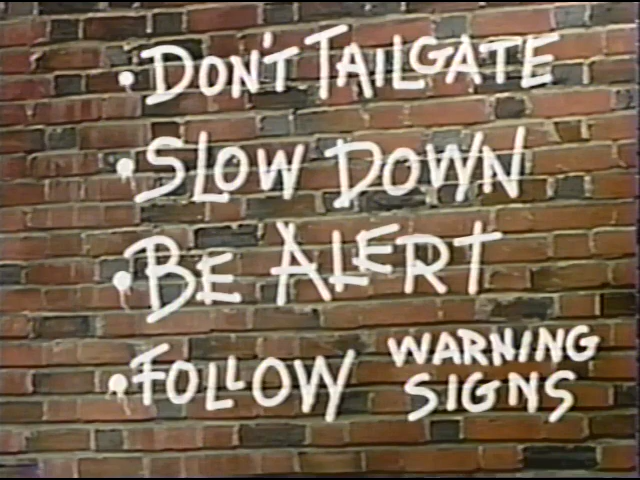 • DON'T TAILGATE
• SLOW DOWN
• BE ALERT
• FOLLOW WARNING SIGNS